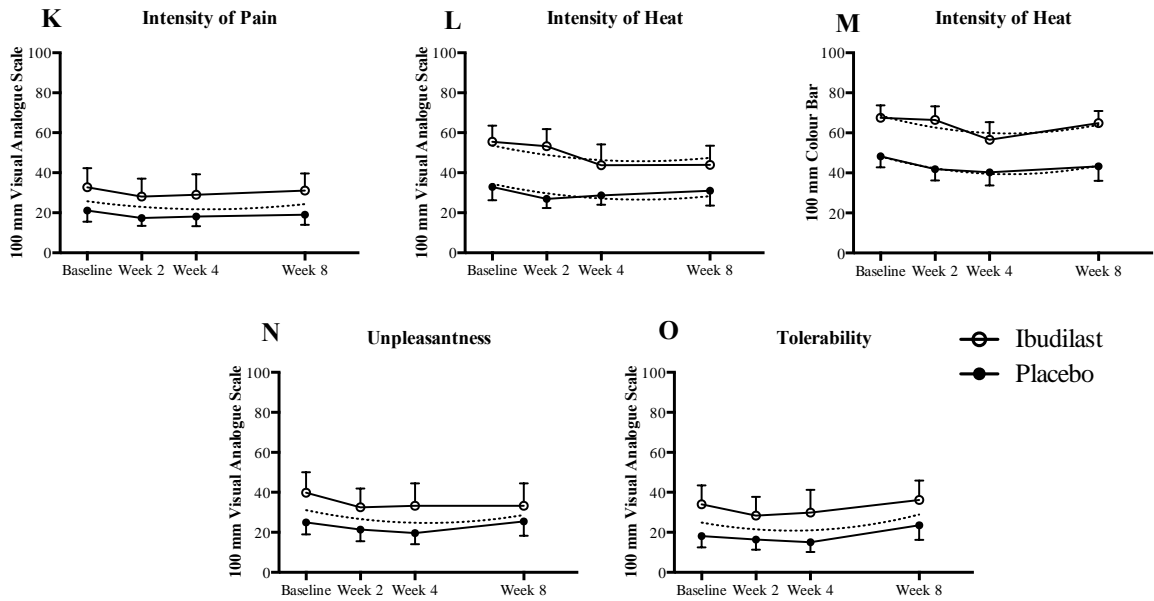 K
Intensity of Pain
100 mm Visual Analogue Scale
100
80
60
40
20
0
Baseline Week 2 Week 4 Week 8
L
Intensity of Heat
100 mm Visual Analogue Scale
100
80
60
40
20
0
Baseline Week 2 Week 4 Week 8
M
Intensity of Heat
100 mm Colour Bar
100
80
60
40
20
0
Baseline Week 2 Week 4 Week 8
N
Unpleasantness
100 mm Visual Analogue Scale
100
80
60
40
20
0
Baseline Week 2 Week 4 Week 8
O
Tolerability
100 mm Visual Analogue Scale
100
80
60
40
20
0
Baseline Week 2 Week 4 Week 8
Ibudilast
Placebo